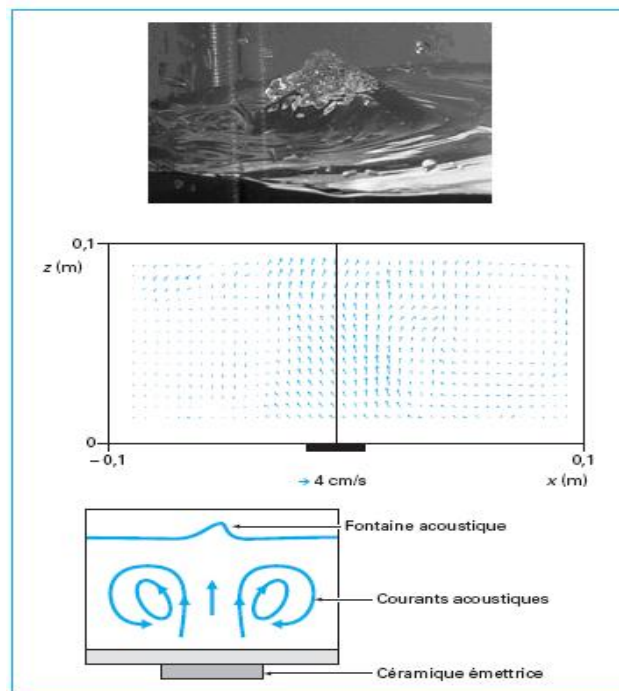 0,1
z (m)
0
– 0,1
0,1
→ 4 cm/s
x (m)
Fontaine acoustique
Courants acoustiques
Céramique émettrice